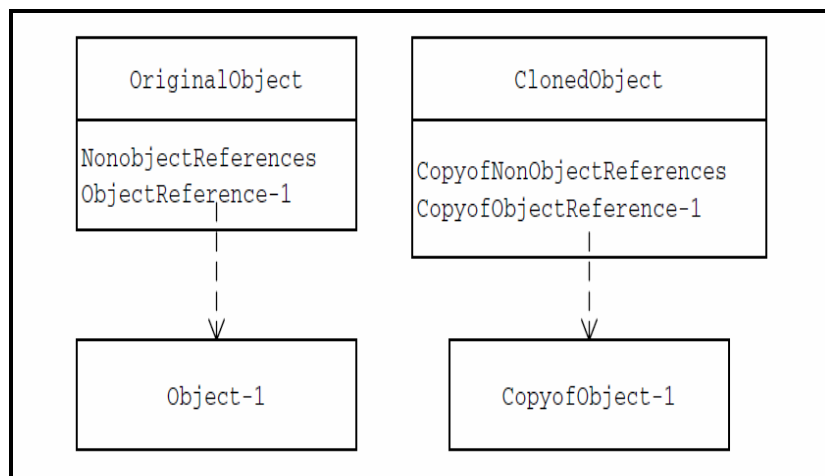 OriginalObject
NonobjectReferences
ObjectReference-1
Object-1
ClonedObject
CopyofNonObjectReferences
CopyofObjectReference-1
CopyofObject-1